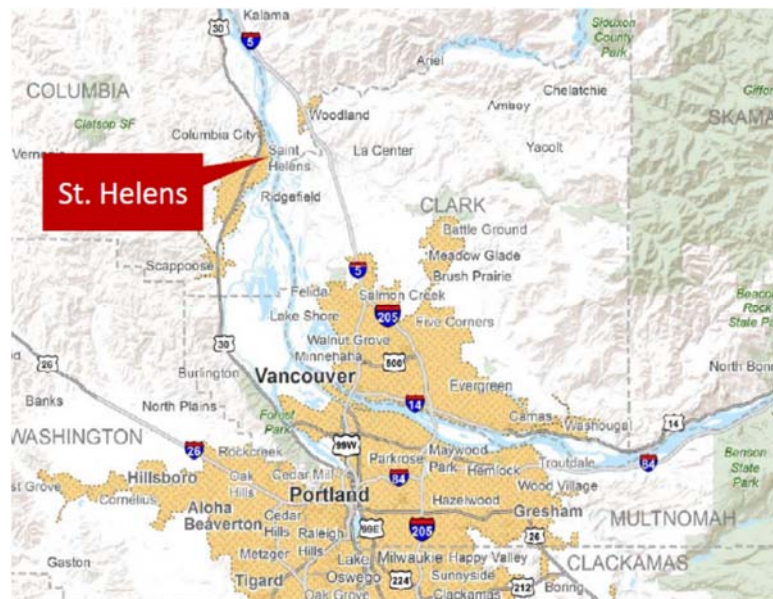 30
Kalama
5
Siouxon
County
Park
Ariel
COLUMBIA
Chelatchie
Woodland
Amboy
Clatsop SF
SKAMA
Columbia City
Saint
Helens
La Center
Yacolt
St. Helens
Ridgefield
CLARK
Battle Ground
Meadow Glade
Scappoose
5
Brush Prairie
Felida
Salmon Creek
Lake Shore
205
Five Corners
Rock
State Pa
30
Walnut Grove
Minnehaha
500
26
Burlington
Vancouver
North Bonn
Evergreen
Banks
14
North Plains
Forest
Park
Camas
Washougal
14
WASHINGTON
26
99W
Maywood
Park
Rockcreek
Parkrose
Troutdale
84
Benson
State
Park
Cedar Mill
Hemlock
Hillsboro
Oak
Hills
84
Wood Village
st Grove
Cornelius
Portland
Hazelwood
Aloha
Gresham
Beaverton
Cedar
Hills
99E
205
MULTNOMAH
Raleigh
Hills
26
Metzger
Lake
Oswego
Milwaukie
Happy Valley
CLACKAMAS
Gaston
Sunnyside
Tigard
224
212
Boring
Oak Grove
Clackamas